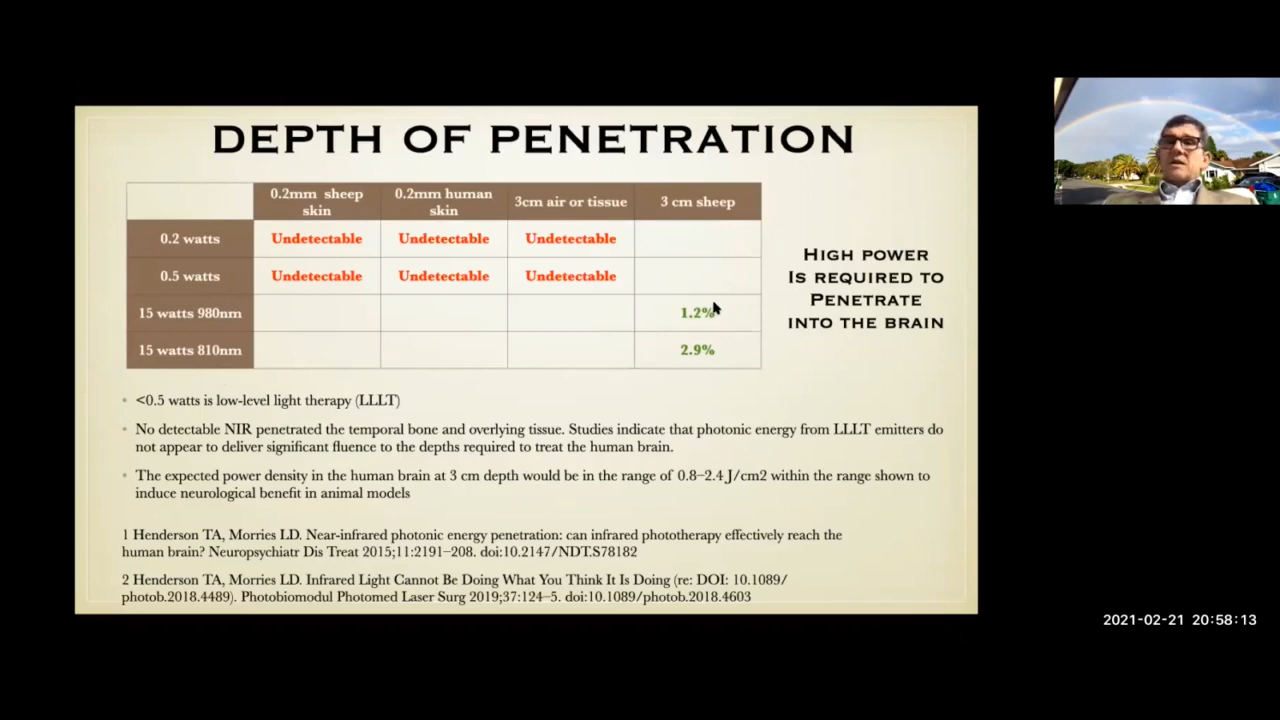 DEPTH OF PENETRATION
0.2mm sheep skin 0.2mm human skin 3cm air or tissue 3 cm sheep
0.2 watts Undetectable Undetectable Undetectable
0.5 watts Undetectable Undetectable Undetectable
15 watts 980nm 1.2%
15 watts 810nm 2.9%
HIGH POWER
IS REQUIRED TO
PENETRATE
INTO THE BRAIN
• <0.5 watts is low-level light therapy (LLLT)
• No detectable NIR penetrated the temporal bone and overlying tissue. Studies indicate that photonic energy from LLLT emitters do
not appear to deliver significant fluence to the depths required to treat the human brain.
• The expected power density in the human brain at 3 cm depth would be in the range of 0.8–2.4 J/cm2 within the range shown to
induce neurological benefit in animal models
1 Henderson TA, Morries LD. Near-infrared photonic energy penetration: can infrared phototherapy effectively reach the
human brain? Neuropsychiatr Dis Treat 2015;11:2191–208. doi:10.2147/NDT.S78182
2 Henderson TA, Morries LD. Infrared Light Cannot Be Doing What You Think It Is Doing (re: DOI: 10.1089/
photob.2018.4489). Photobiomodul Photomed Laser Surg 2019;37:124–5. doi:10.1089/photob.2018.4603
2021-02-21 20:58:13